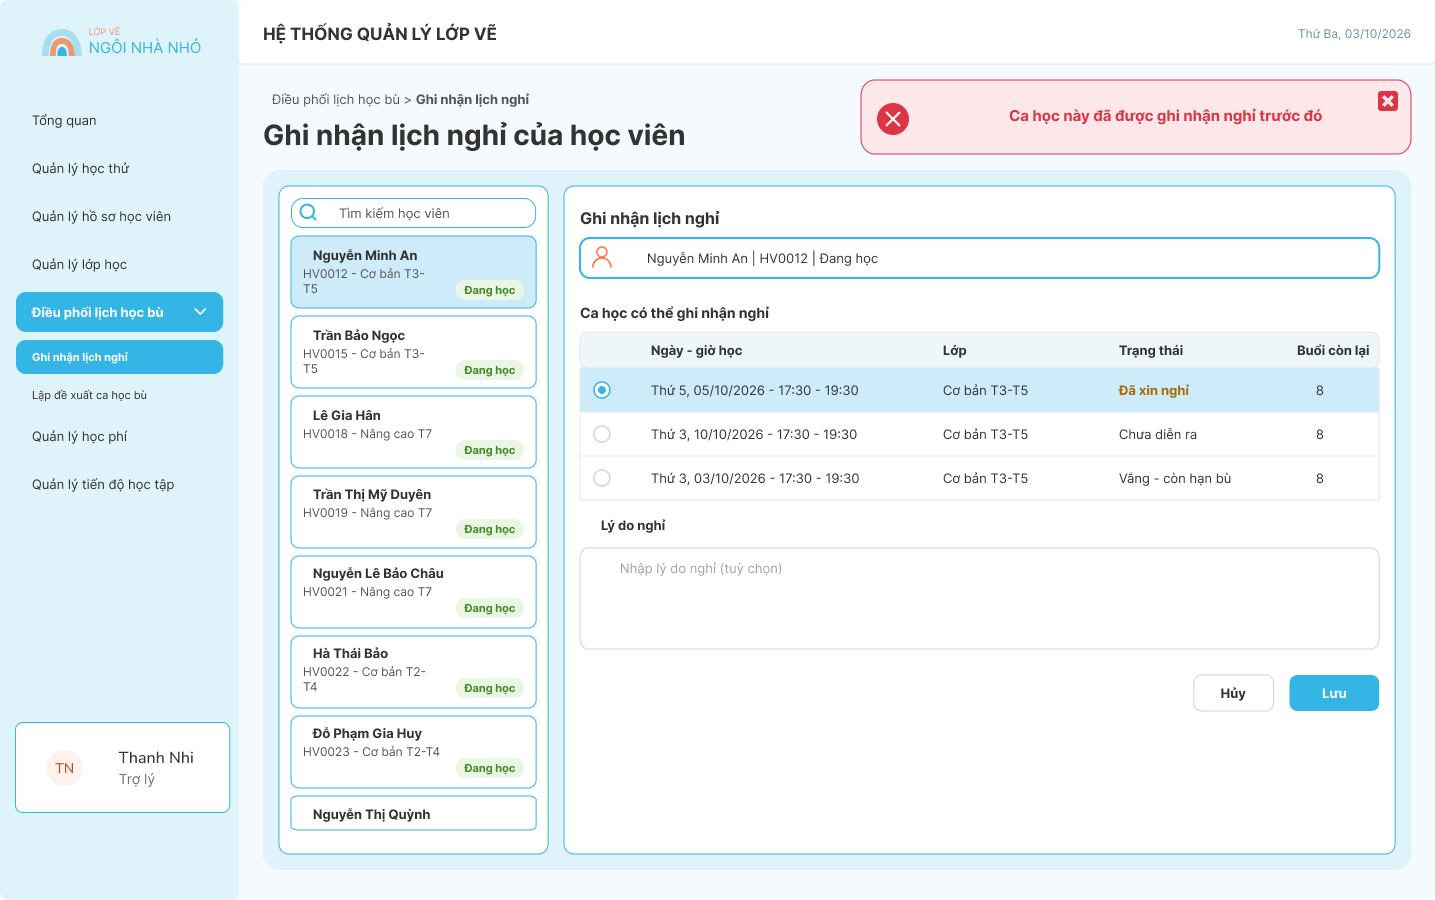 LỚP VẼ
NGÔI NHÀ NHỎ
Tổng quan
Quản lý học thử
Quản lý hồ sơ học viên
Quản lý lớp học
Điều phối lịch học bù
Ghi nhận lịch nghỉ
Lập đề xuất ca học bù
Quản lý học phí
Quản lý tiến độ học tập
TN
Thanh Nhi
Trợ lý
HỆ THỐNG QUẢN LÝ LỚP VẼ
Thứ Ba, 03/10/2026
Điều phối lịch học bù > Ghi nhận lịch nghỉ
Ghi nhận lịch nghỉ của học viên
Ca học này đã được ghi nhận nghỉ trước đó
Tìm kiếm học viên
Nguyễn Minh An
HV0012 - Cơ bản T3-
T5
Đang học
Trần Bảo Ngọc
HV0015 - Cơ bản T3-
T5
Đang học
Lê Gia Hân
HV0018 - Nâng cao T7
Đang học
Trần Thị Mỹ Duyên
HV0019 - Nâng cao T7
Đang học
Nguyễn Lê Bảo Châu
HV0021 - Nâng cao T7
Đang học
Hà Thái Bảo
HV0022 - Cơ bản T2-
T4
Đang học
Đỗ Phạm Gia Huy
HV0023 - Cơ bản T2-T4
Đang học
Nguyễn Thị Quỳnh
Ghi nhận lịch nghỉ
Nguyễn Minh An | HV0012 | Đang học
Ca học có thể ghi nhận nghỉ
Ngày - giờ học Lớp Trạng thái Buổi còn lại
Thứ 5, 05/10/2026 - 17:30 - 19:30 Cơ bản T3-T5 Đã xin nghỉ 8
Thứ 3, 10/10/2026 - 17:30 - 19:30 Cơ bản T3-T5 Chưa diễn ra 8
Thứ 3, 03/10/2026 - 17:30 - 19:30 Cơ bản T3-T5 Vắng - còn hạn bù 8
Lý do nghỉ
Nhập lý do nghỉ (tuỳ chọn)
Hủy
Lưu